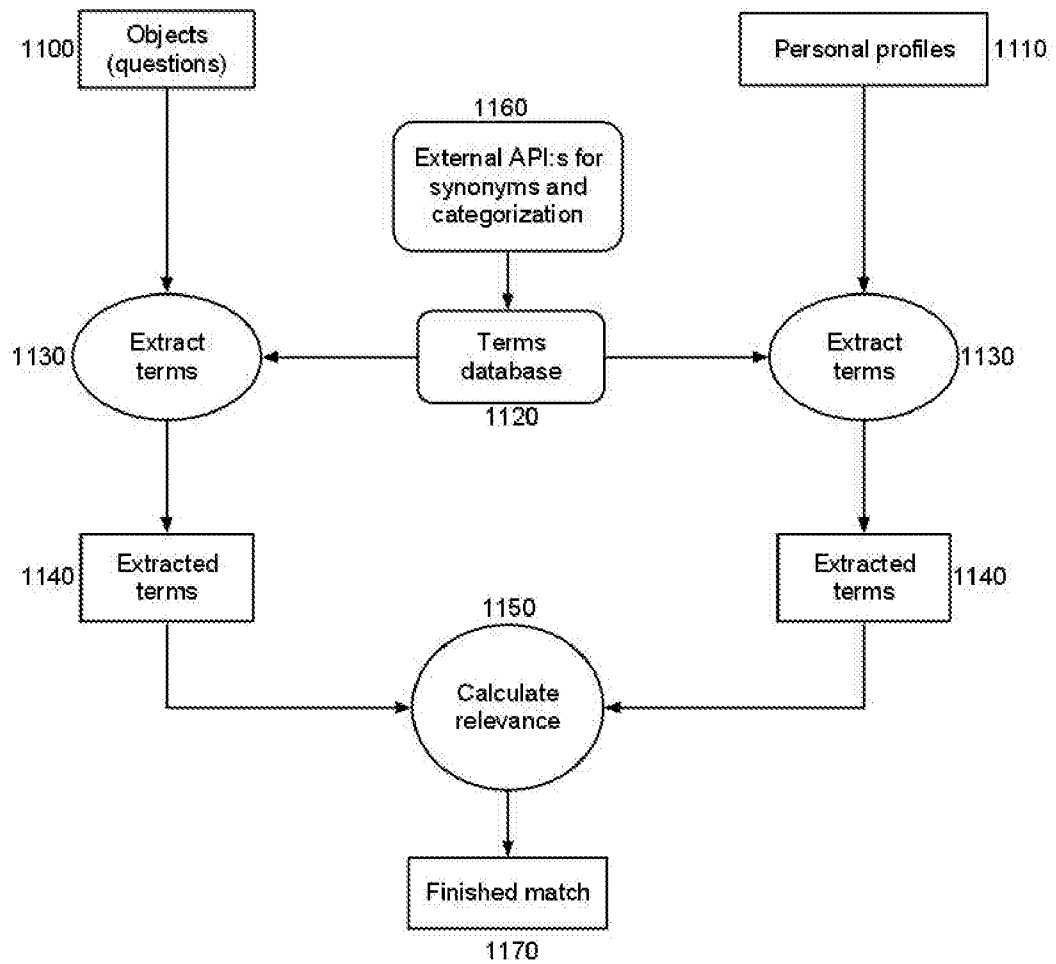 1100
Objects
(questions)
Personal profiles
1110
1160
External API:s for
synonyms and
categorization
1130
Extract
terms
Terms
database
1120
Extract
terms
1130
1140
Extracted
terms
Extracted
terms
1140
1150
Calculate
relevance
Finished match
1170